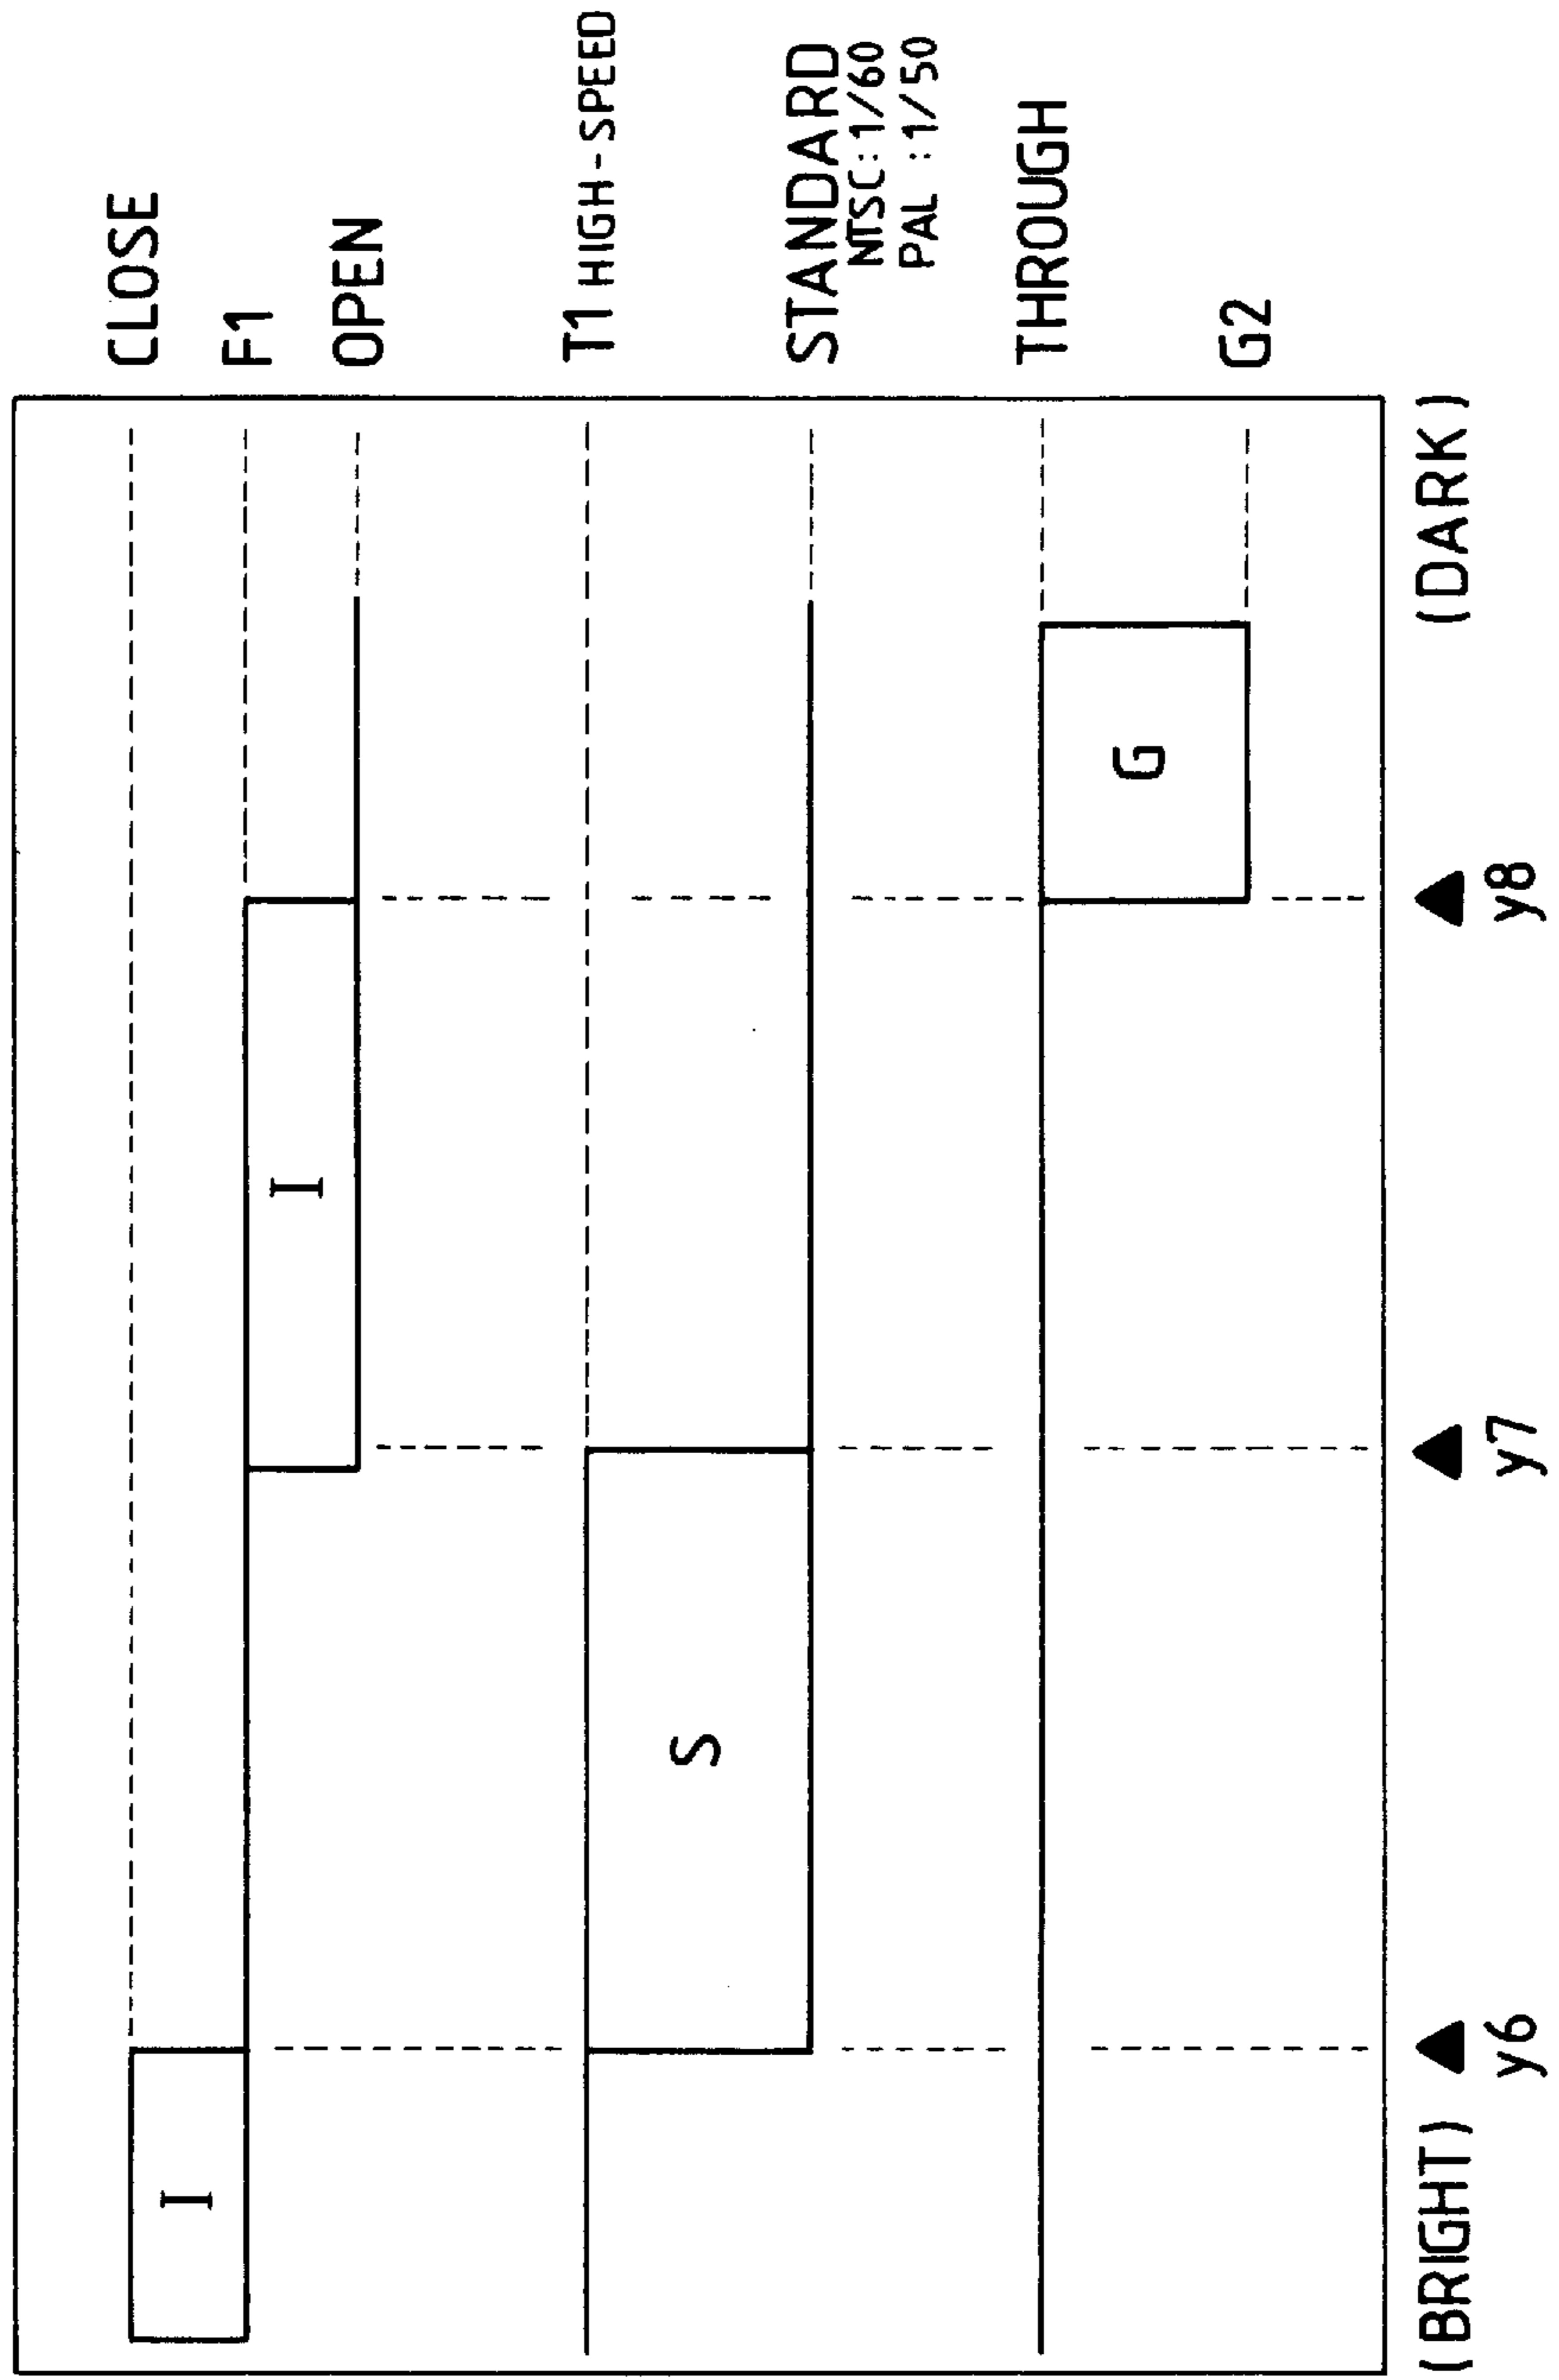 CLOSE
F1
OPEN
T1 HIGH-SPEED
STANDARD
NTSC:1/60
PAL :1/50
THROUGH
G2
I
I
S
G
(BRIGHT)
(DARK)
y6
y7
y8